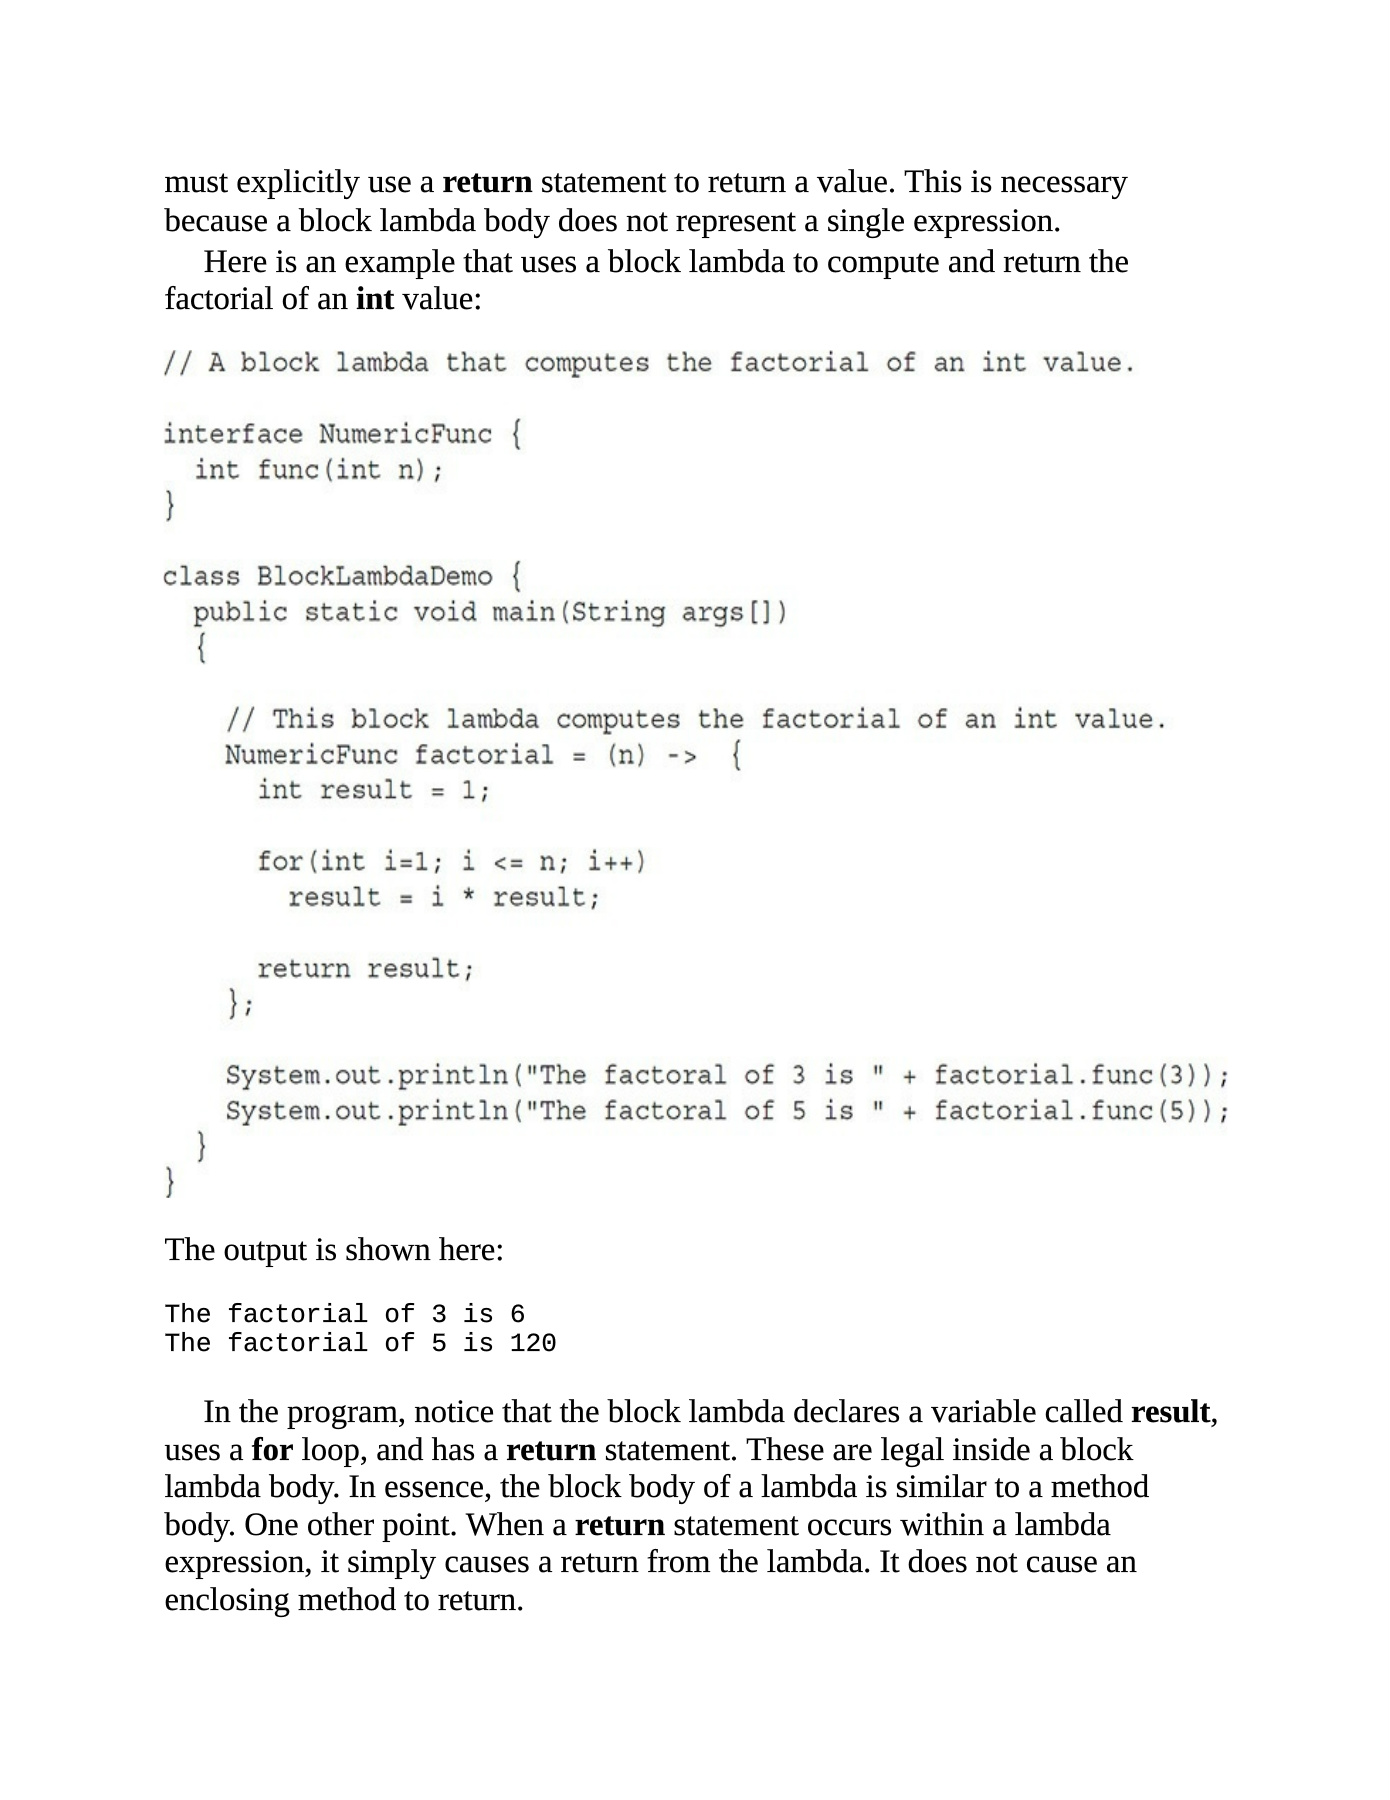 must explicitly use a return statement to return a value. This is necessary
because a block lambda body does not represent a single expression.
Here is an example that uses a block lambda to compute and return the
factorial of an int value:
// A block lambda that computes the factorial of an int value.
interface NumericFunc {
  int func(int n);
}
class BlockLambdaDemo {
  public static void main(String args[])
  {
    // This block lambda computes the factorial of an int value.
    NumericFunc factorial = (n) ->  {
      int result = 1;
      for(int i=1; i <= n; i++)
        result = i * result;
      return result;
    };
    System.out.println("The factoral of 3 is " + factorial.func(3));
    System.out.println("The factoral of 5 is " + factorial.func(5));
  }
}
The output is shown here:
The factorial of 3 is 6
The factorial of 5 is 120
In the program, notice that the block lambda declares a variable called result,
uses a for loop, and has a return statement. These are legal inside a block
lambda body. In essence, the block body of a lambda is similar to a method
body. One other point. When a return statement occurs within a lambda
expression, it simply causes a return from the lambda. It does not cause an
enclosing method to return.